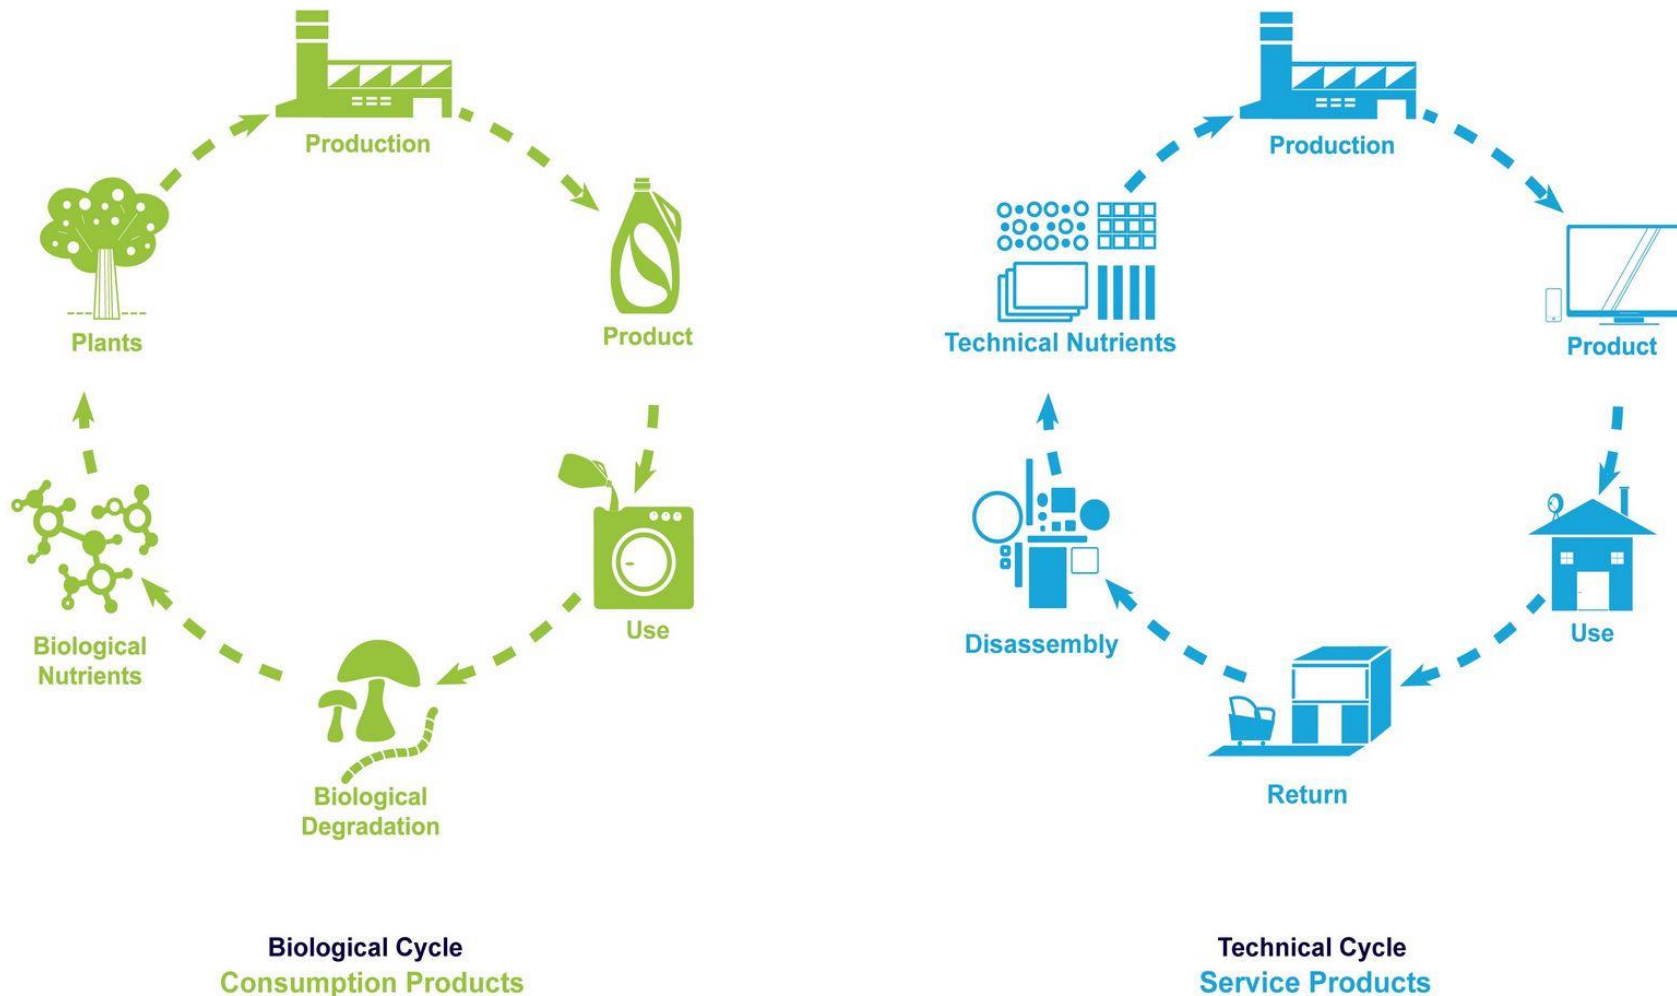 Production
Plants
Product
Biological
Nutrients
Use
Biological
Degradation
Biological Cycle
Consumption Products
Production
Technical Nutrients
Product
Disassembly
Use
Return
Technical Cycle
Service Products